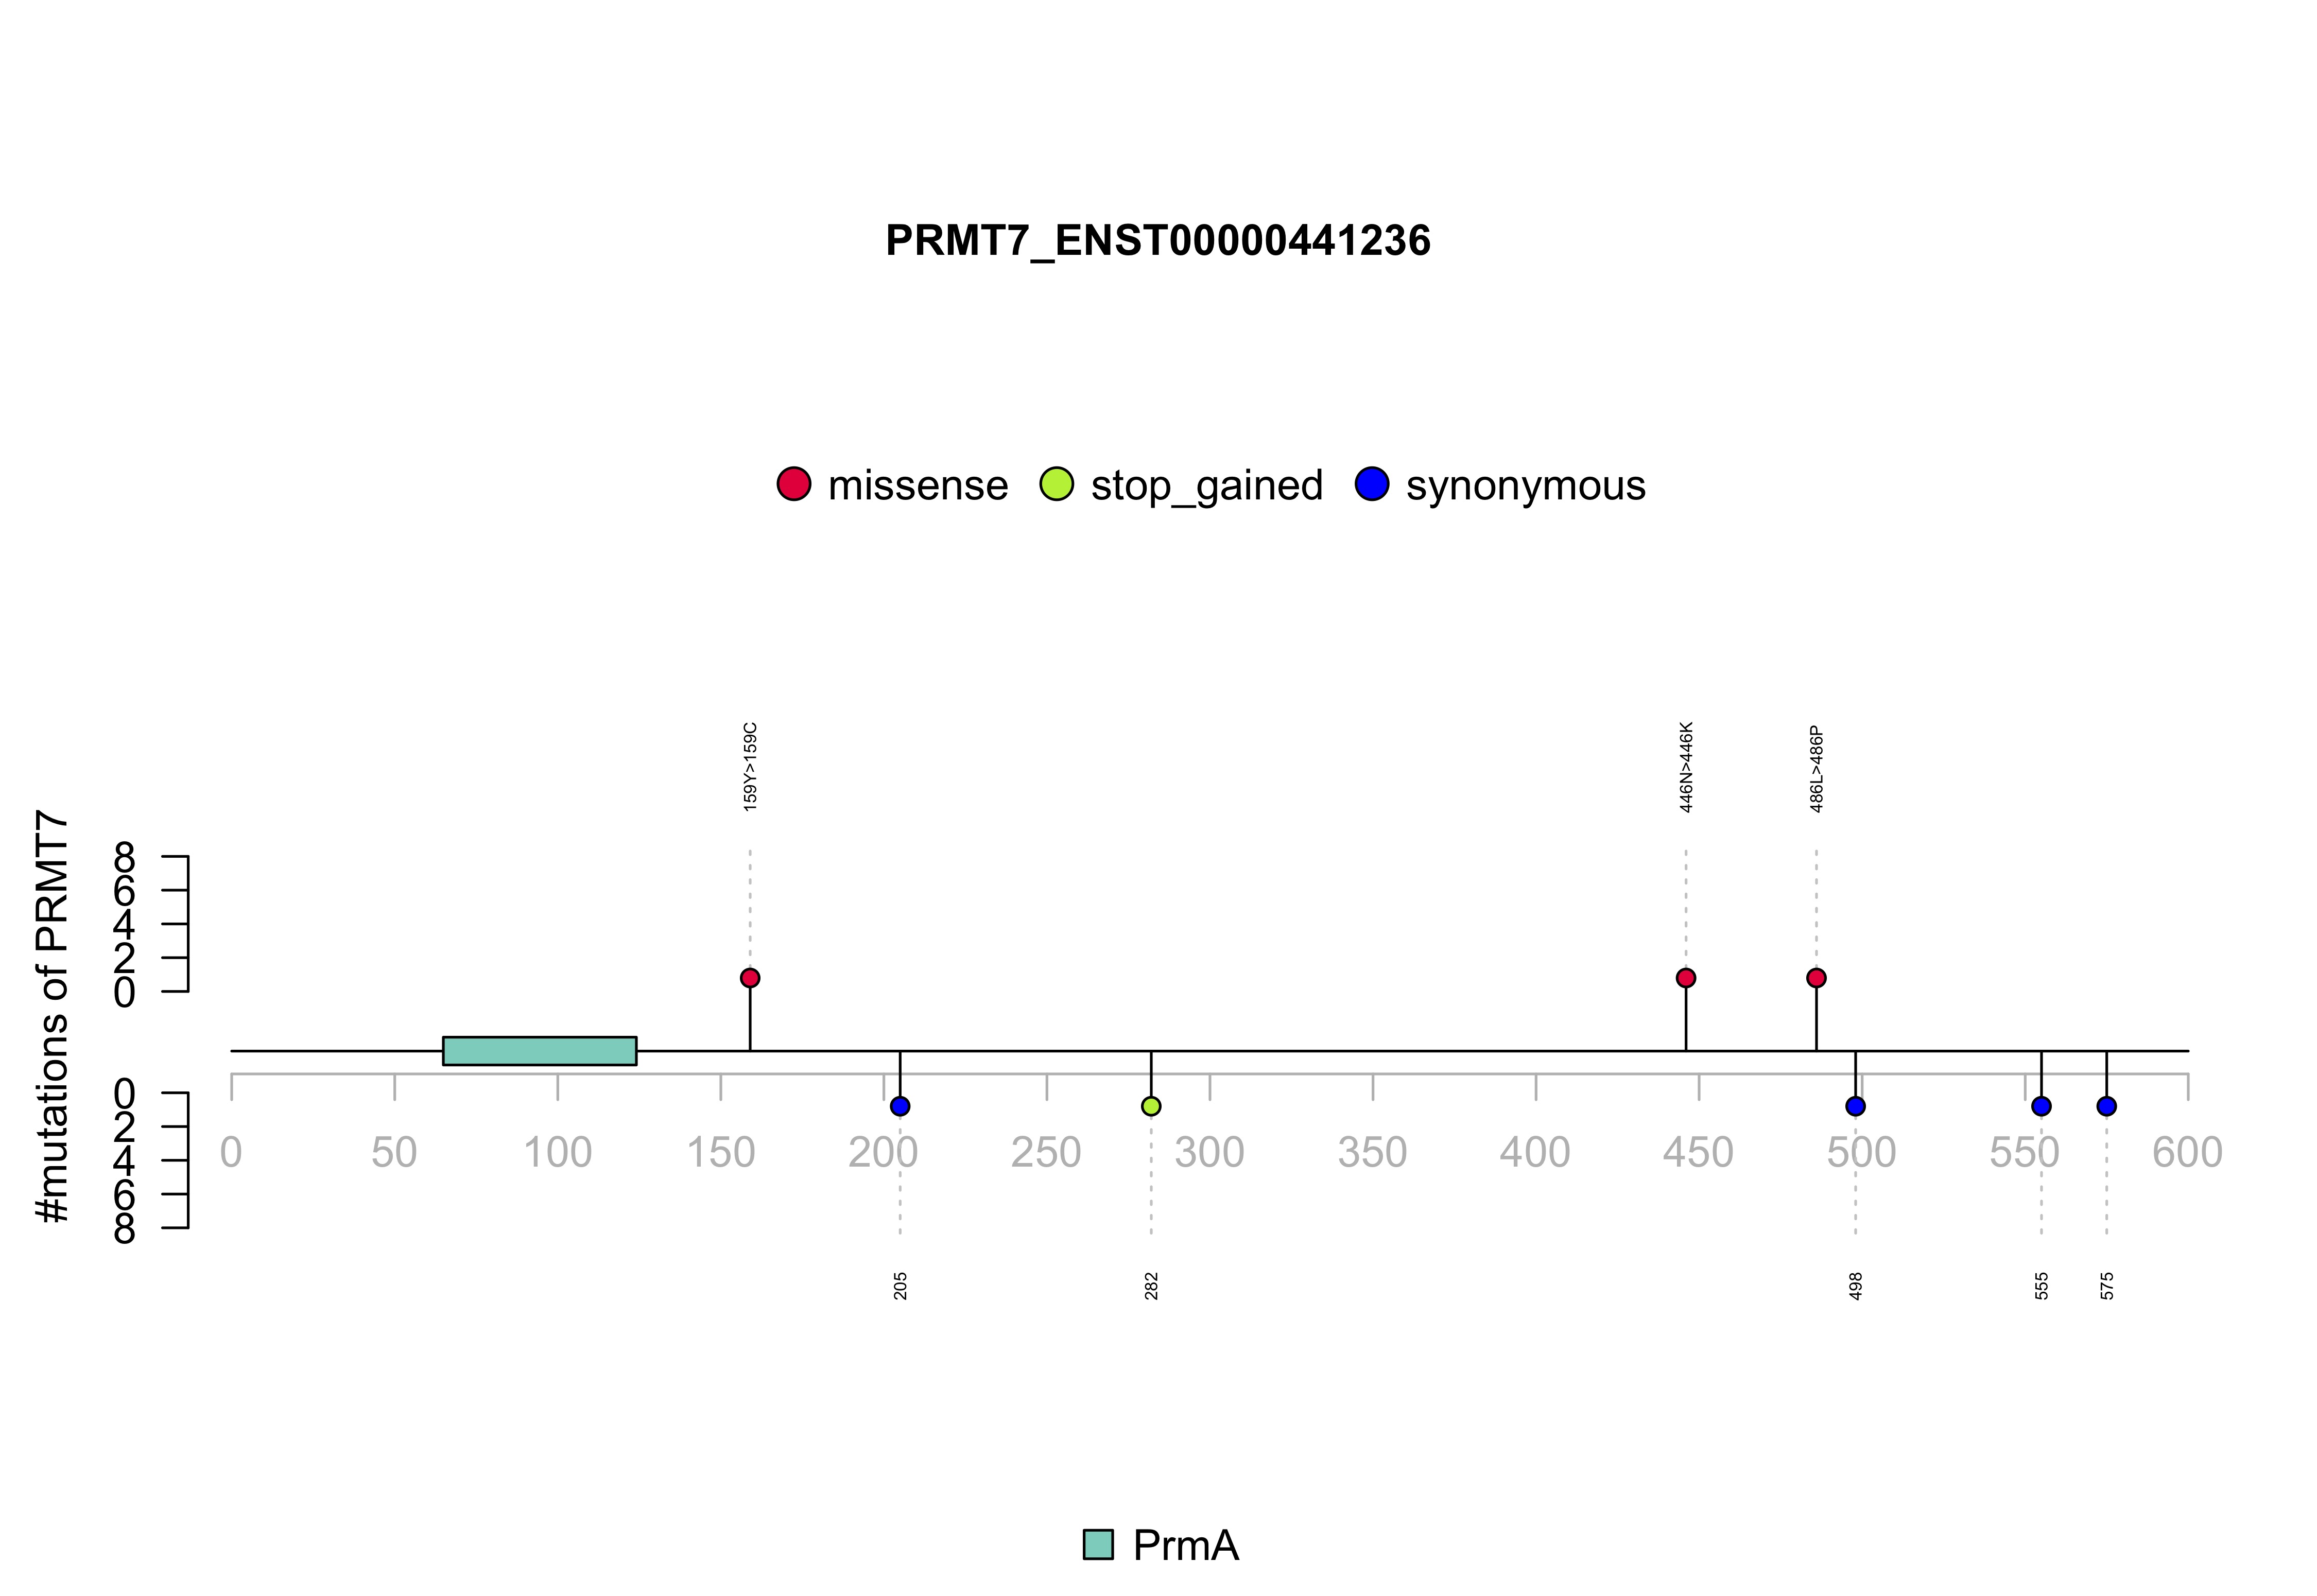 PRMT7_ENST00000441236
missense stop_gained synonymous
159Y>159C 446N>446K 486L>486P
#mutations of PRMT7
8
6
4
2
0
0
2
4
6
8
0 50 100 150 200 250 300 350 400 450 500 550 600
205 282 498 555 575
PrmA